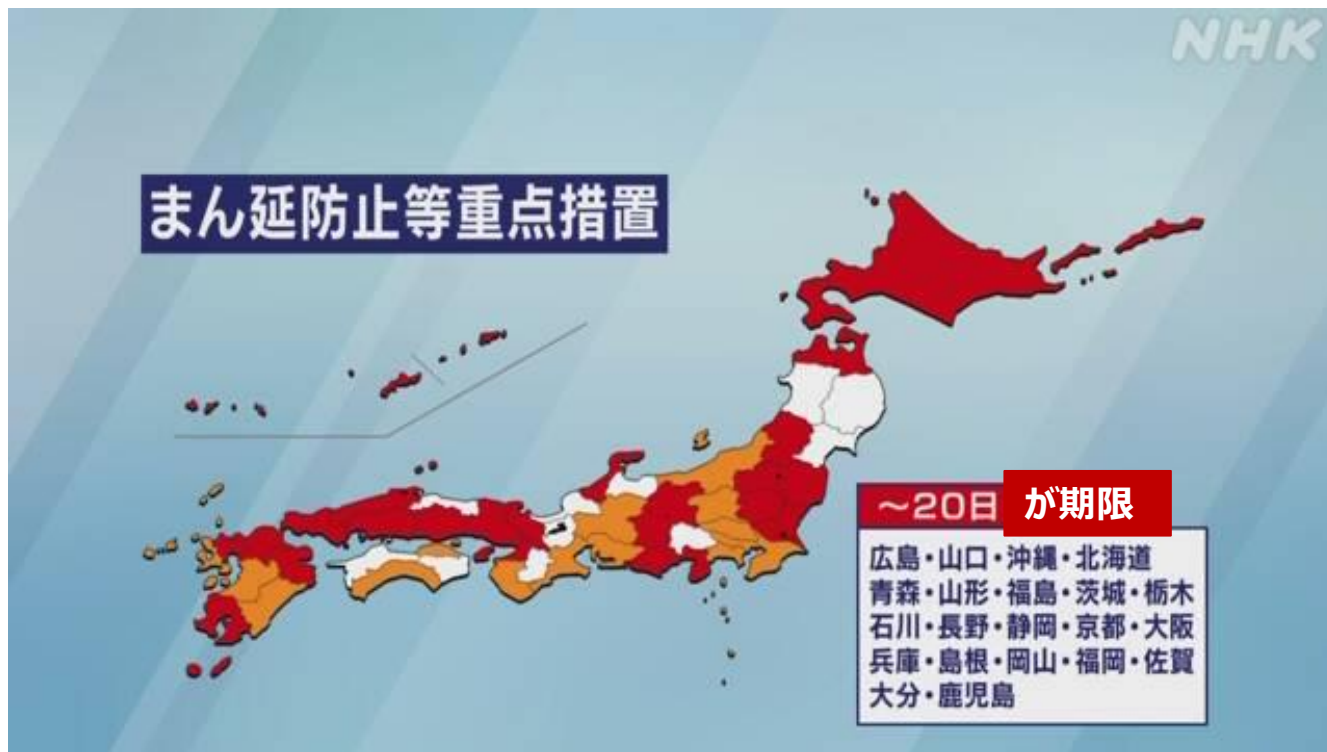 NHK
まん延防止等重点措置
～20日 が期限
広島・山口・沖縄・北海道
青森・山形・福島・茨城・栃木
石川・長野・静岡・京都・大阪
兵庫・島根・岡山・福岡・佐賀
大分・鹿児島